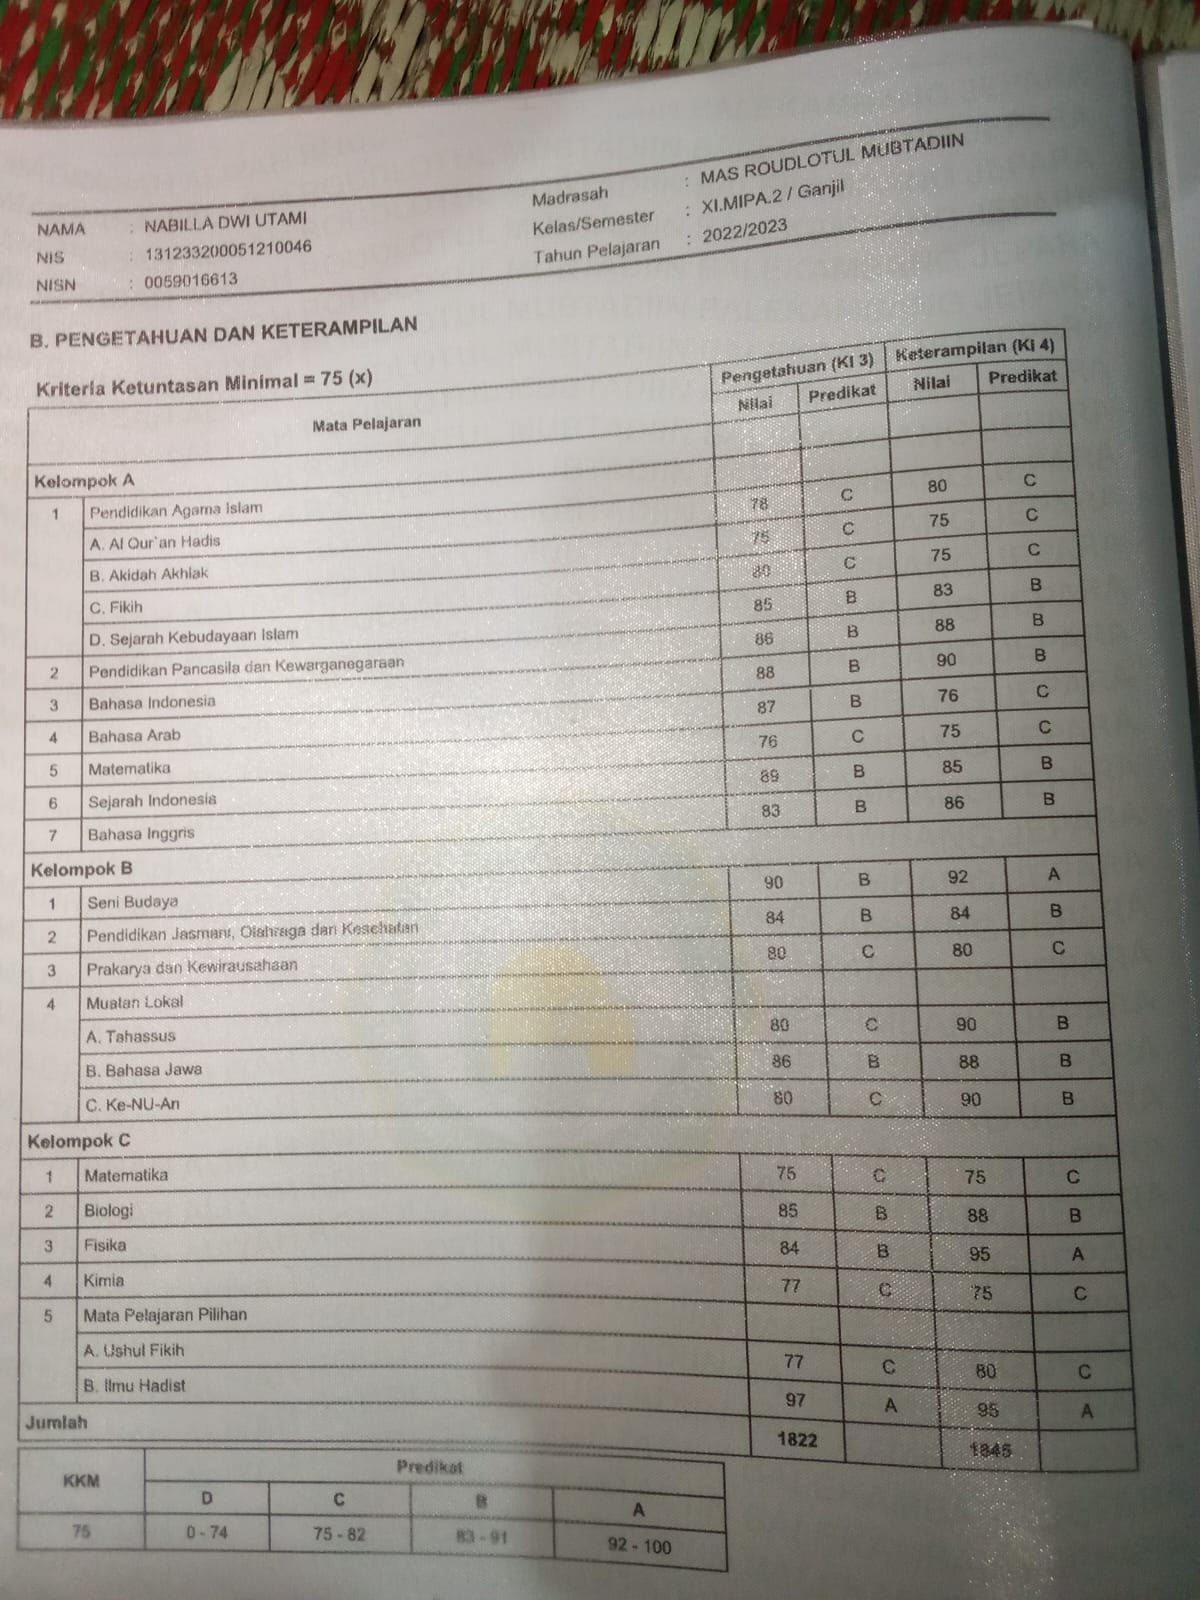 NAMA : NABILLA DWI UTAMI Madrasah : MAS ROUDLOTUL MUBTADIIN
NIS : 131233200051210046 Kelas/Semester : XI.MIPA.2 / Ganjil
NISN : 0059016613 Tahun Pelajaran : 2022/2023
B. PENGETAHUAN DAN KETERAMPILAN
Kriteria Ketuntasan Minimal = 75 (x)
Mata Pelajaran Pengetahuan (KI 3) Keterampilan (KI 4)
Nilai Predikat Nilai Predikat
Kelompok A
1 Pendidikan Agama Islam
A. Al Qur`an Hadis 78 C 80 C
B. Akidah Akhlak 75 C 75 C
C. Fikih 80 C 75 C
D. Sejarah Kebudayaan Islam 85 B 83 B
2 Pendidikan Pancasila dan Kewarganegaraan 86 B 88 B
3 Bahasa Indonesia 88 B 90 B
4 Bahasa Arab 87 B 76 C
5 Matematika 76 C 75 C
6 Sejarah Indonesia 89 B 85 B
7 Bahasa Inggris 83 B 86 B
Kelompok B
1 Seni Budaya 90 B 92 A
2 Pendidikan Jasmani, Olahraga dan Kesehatan 84 B 84 B
3 Prakarya dan Kewirausahaan 80 C 80 C
4 Muatan Lokal
A. Tahassus 80 C 90 B
B. Bahasa Jawa 86 B 88 B
C. Ke-NU-An 80 C 90 B
Kelompok C
1 Matematika 75 C 75 C
2 Biologi 85 B 88 B
3 Fisika 84 B 95 A
4 Kimia 77 C 75 C
5 Mata Pelajaran Pilihan
A. Ushul Fikih 77 C 80 C
B. Ilmu Hadist 97 A 95 A
Jumlah 1822 1845
KKM Predikat
D C B A
75 0 - 74 75 - 82 83 - 91 92 - 100